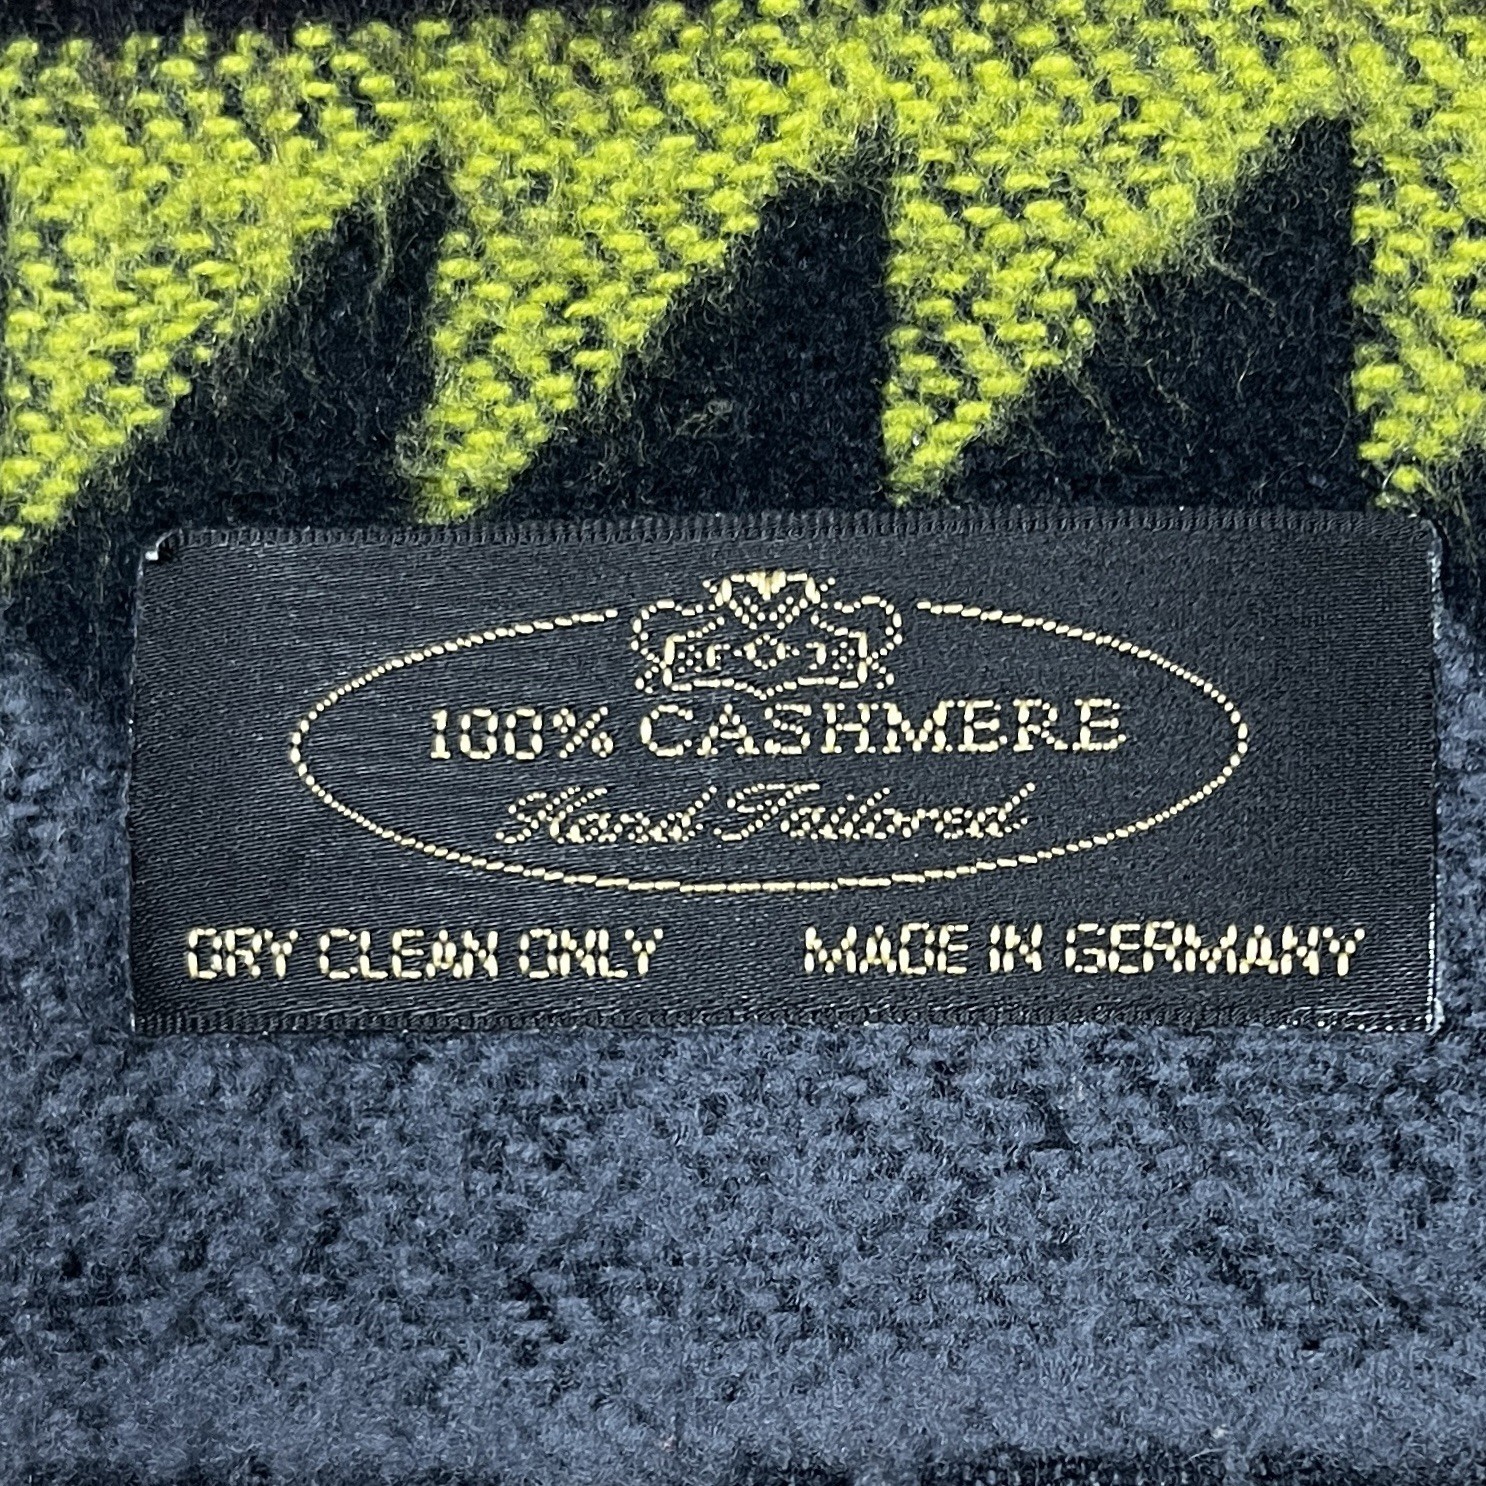 100% CASHMERE
Hand Tailored
DRY CLEAN ONLY
MADE IN GERMANY